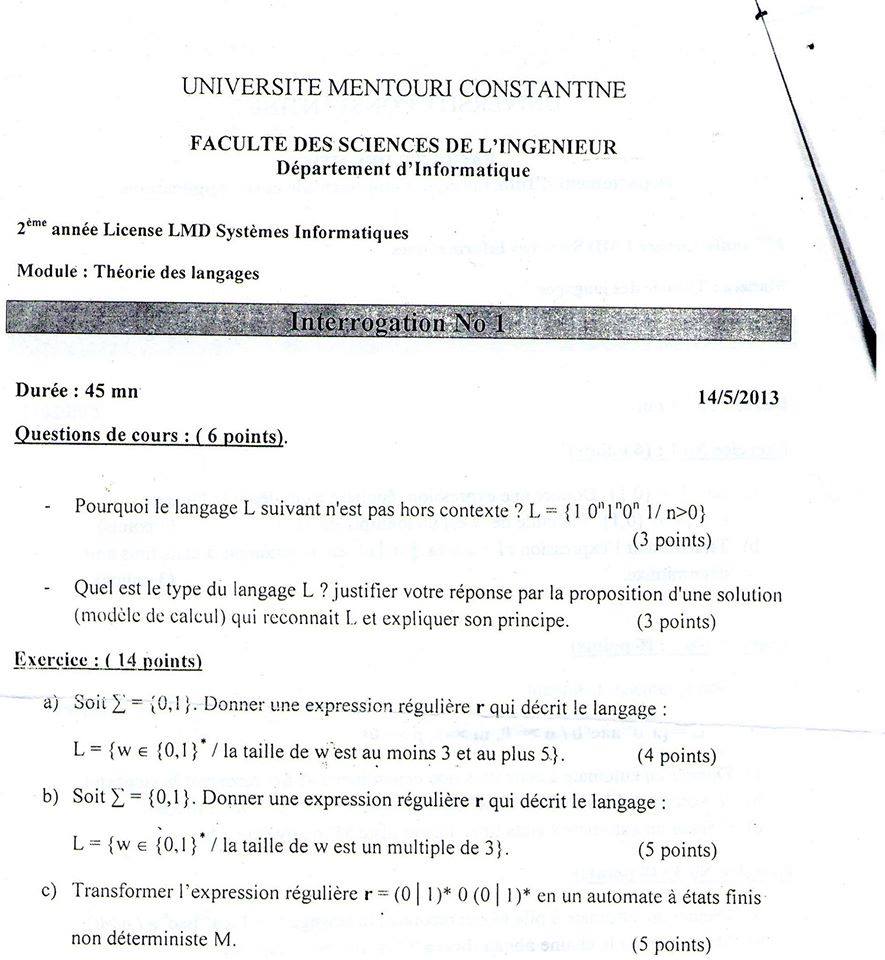 UNIVERSITE MENTOURI CONSTANTINE
FACULTE DES SCIENCES DE L'INGENIEUR
Département d'Informatique
2ème année License LMD Systèmes Informatiques
Module : Théorie des langages
Interrogation No 1
Durée : 45 mn
14/5/2013
Questions de cours : ( 6 points).
- Pourquoi le langage L suivant n'est pas hors contexte ? L = {1 0ⁿ1ⁿ0ⁿ 1/ n>0}
(3 points)
- Quel est le type du langage L ? justifier votre réponse par la proposition d'une solution
(modèle de calcul) qui reconnait L et expliquer son principe. (3 points)
Exercice : ( 14 points)
a) Soit ∑ = {0,1}. Donner une expression régulière r qui décrit le langage :
L = {w ∈ {0,1}* / la taille de w est au moins 3 et au plus 5}. (4 points)
b) Soit ∑ = {0,1}. Donner une expression régulière r qui décrit le langage :
L = {w ∈ {0,1}* / la taille de w est un multiple de 3}. (5 points)
c) Transformer l'expression régulière r = (0 | 1)* 0 (0 | 1)* en un automate à états finis
non déterministe M. (5 points)